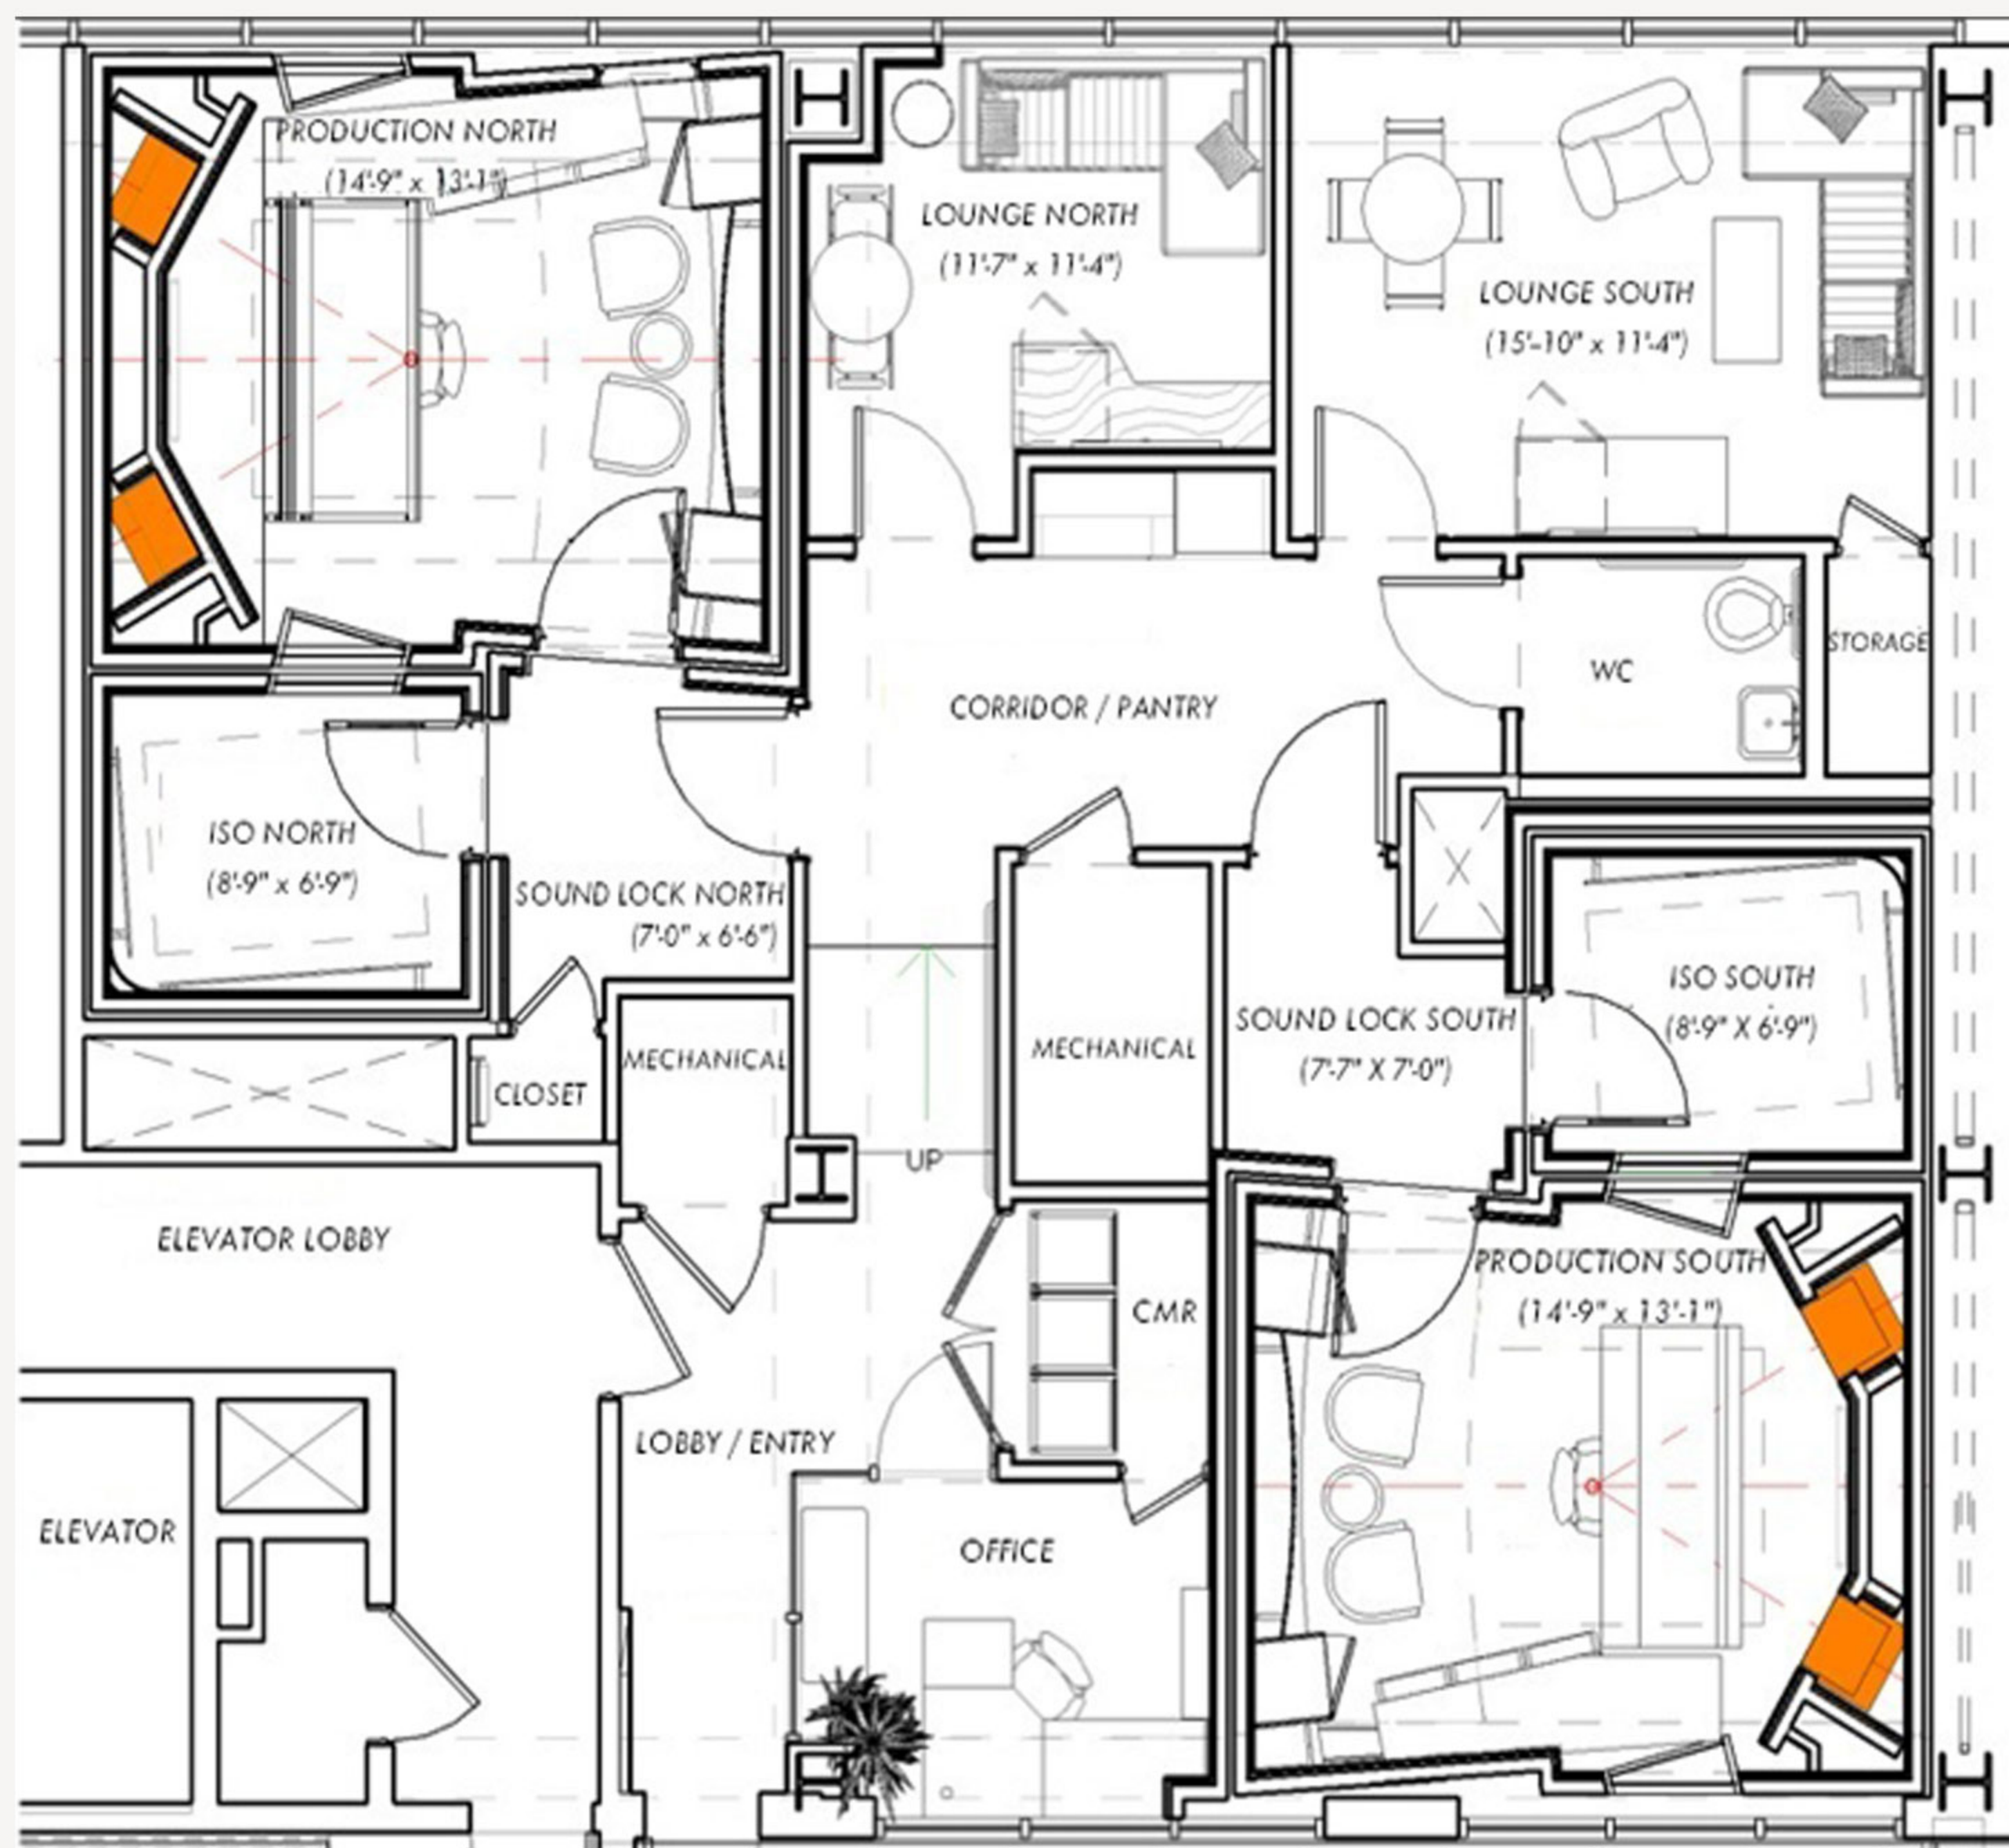 PRODUCTION NORTH
(14'-9" x 13'-1")
LOUNGE NORTH
(11'-7" x 11'-4")
LOUNGE SOUTH
(15'-10" x 11'-4")
STORAGE
WC
CORRIDOR / PANTRY
ISO NORTH
(8'-9" x 6'-9")
SOUND LOCK NORTH
(7'-0" x 6'-6")
ISO SOUTH
(8'-9" X 6'-9")
SOUND LOCK SOUTH
(7'-7" X 7'-0")
MECHANICAL
MECHANICAL
CLOSET
UP
ELEVATOR LOBBY
PRODUCTION SOUTH
(14'-9" x 13'-1")
CMR
LOBBY / ENTRY
ELEVATOR
OFFICE